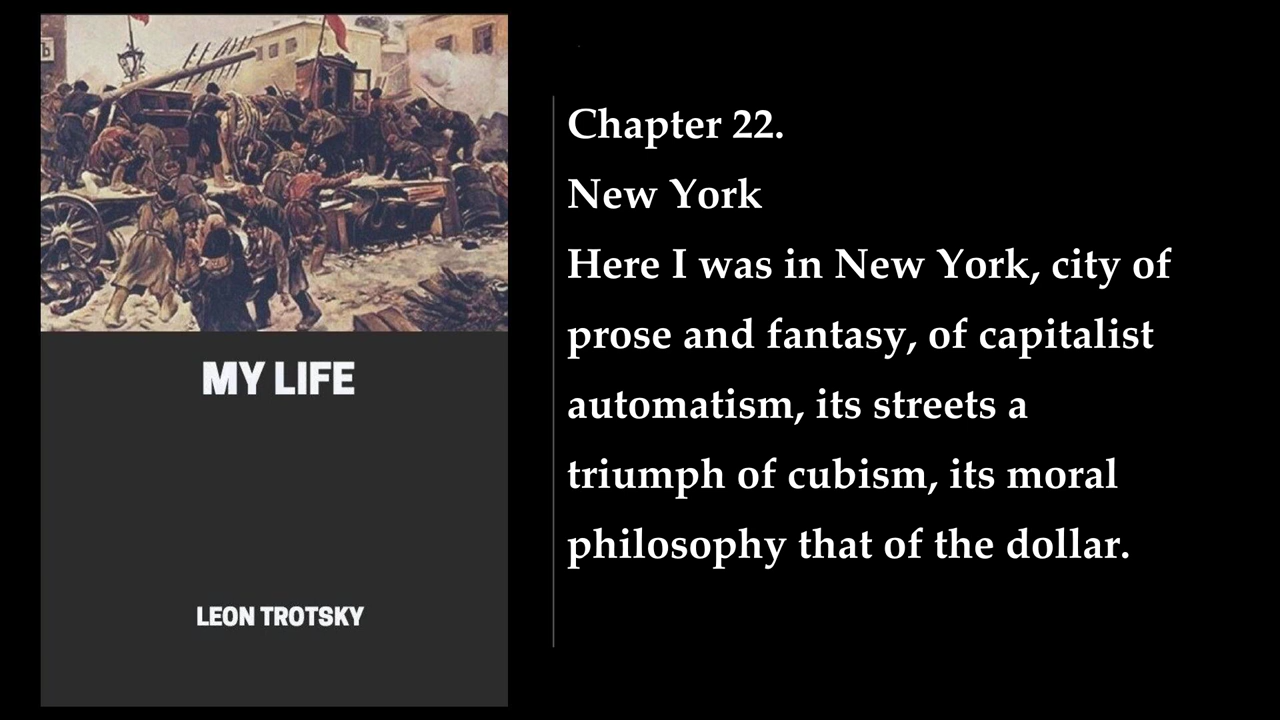 MY LIFE
LEON TROTSKY
Chapter 22.
New York
Here I was in New York, city of
prose and fantasy, of capitalist
automatism, its streets a
triumph of cubism, its moral
philosophy that of the dollar.